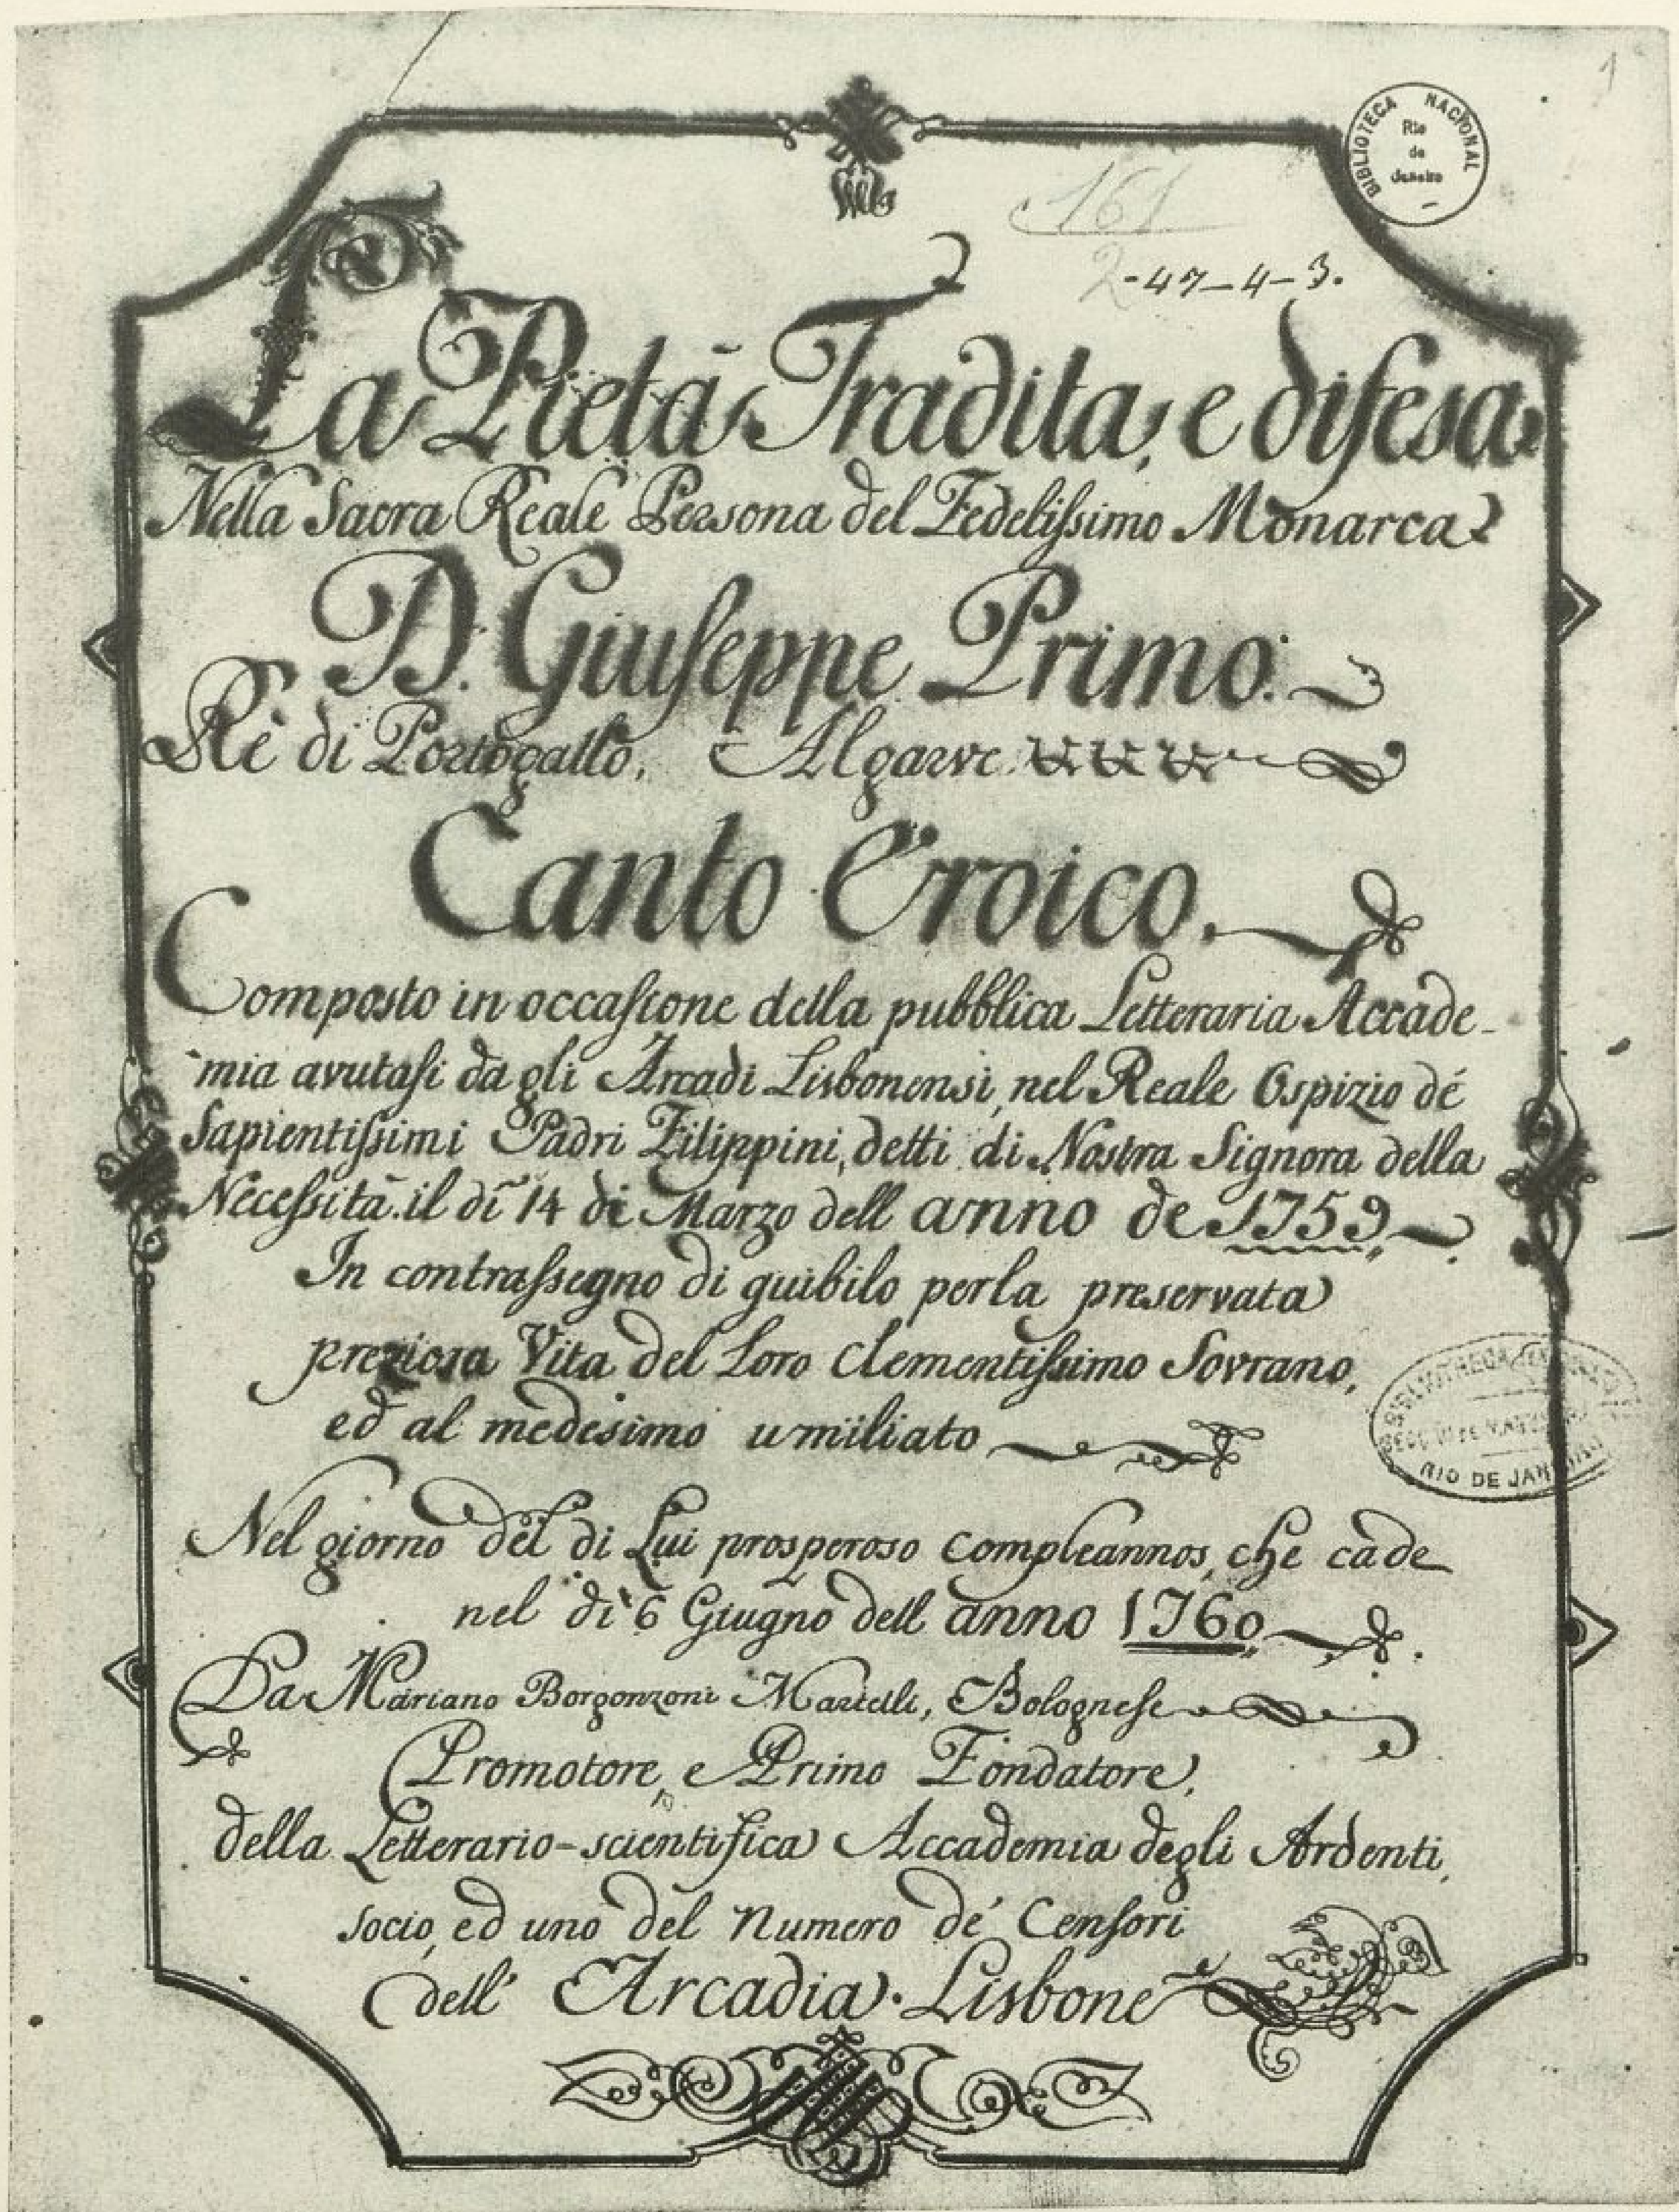 1
BIBLIOTECA NACIONAL
Rio
de
Janeiro
161
2-47-4-3.
La Pietà Tradita, e difesa
Nella Sacra Reale Persona del Fedelissimo Monarca
D. Giuseppe Primo.
Rè di Portogallo, e Algarve
Canto Eroico.
Composto in occasione della pubblica Letteraria Accade-
mia avutasi da gli Arcadi Lisbonensi, nel Reale Ospizio dé
Sapientissimi Padri Filippini, detti di Nostra Signora della
Necessità. il dì 14 di Marzo dell anno de 1759.
In contrassegno di guibilo per la preservata
preziosa Vita del Loro Clementissimo Sovrano,
ed al medesimo umiliato
Nel giorno del di Lui prosperoso compleannos, che cade
nel dì 6 Giugno dell anno 1760.
Da Mariano Borgonzoni Martelli, Bolognese
Promotore, e Primo Fondatore,
della Letterario-scientifica Accademia degli Ardenti,
socio, ed uno del Numero dé Censori
dell' Arcadia Lisbone
RIO DE JANEIRO